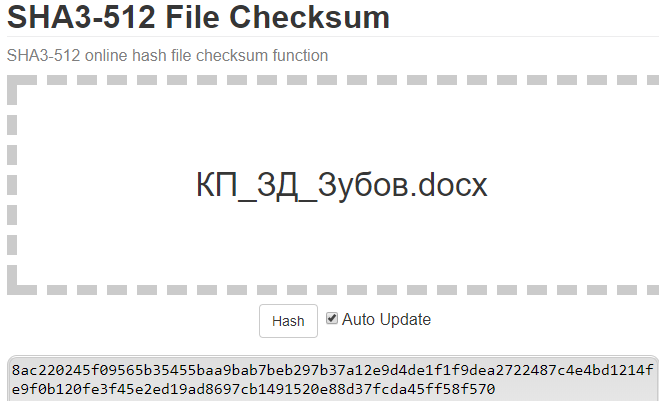 SHA3-512 File Checksum
SHA3-512 online hash file checksum function
КП_ЗД_Зубов.docx
Hash
Auto Update
8ac220245f09565b35455baa9bab7beb297b37a12e9d4de1f1f9dea2722487c4e4bd1214f
e9f0b120fe3f45e2ed19ad8697cb1491520e88d37fcda45ff58f570